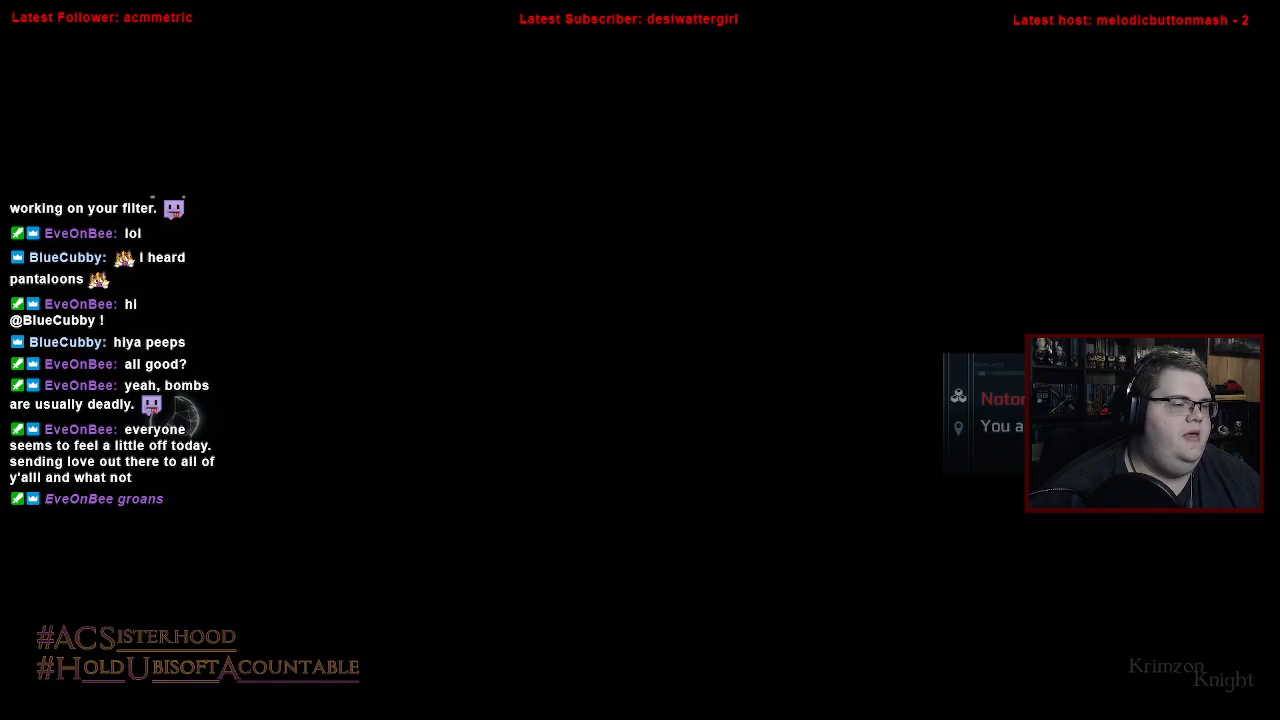 Latest Follower: acmmetric
Latest Subscriber: desiwattergirl
Latest host: melodicbuttonmash - 2
working on your filter.
EveOnBee: lol
BlueCubby: I heard
pantaloons
EveOnBee: hi
@BlueCubby !
BlueCubby: hiya peeps
EveOnBee: all good?
EveOnBee: yeah, bombs
are usually deadly.
EveOnBee: everyone
seems to feel a little off today.
sending love out there to all of
y'alll and what not
EveOnBee groans
Notor
You a
#ACSisterhood
#HoldUbisoftAcountable
Krimzon
Knight